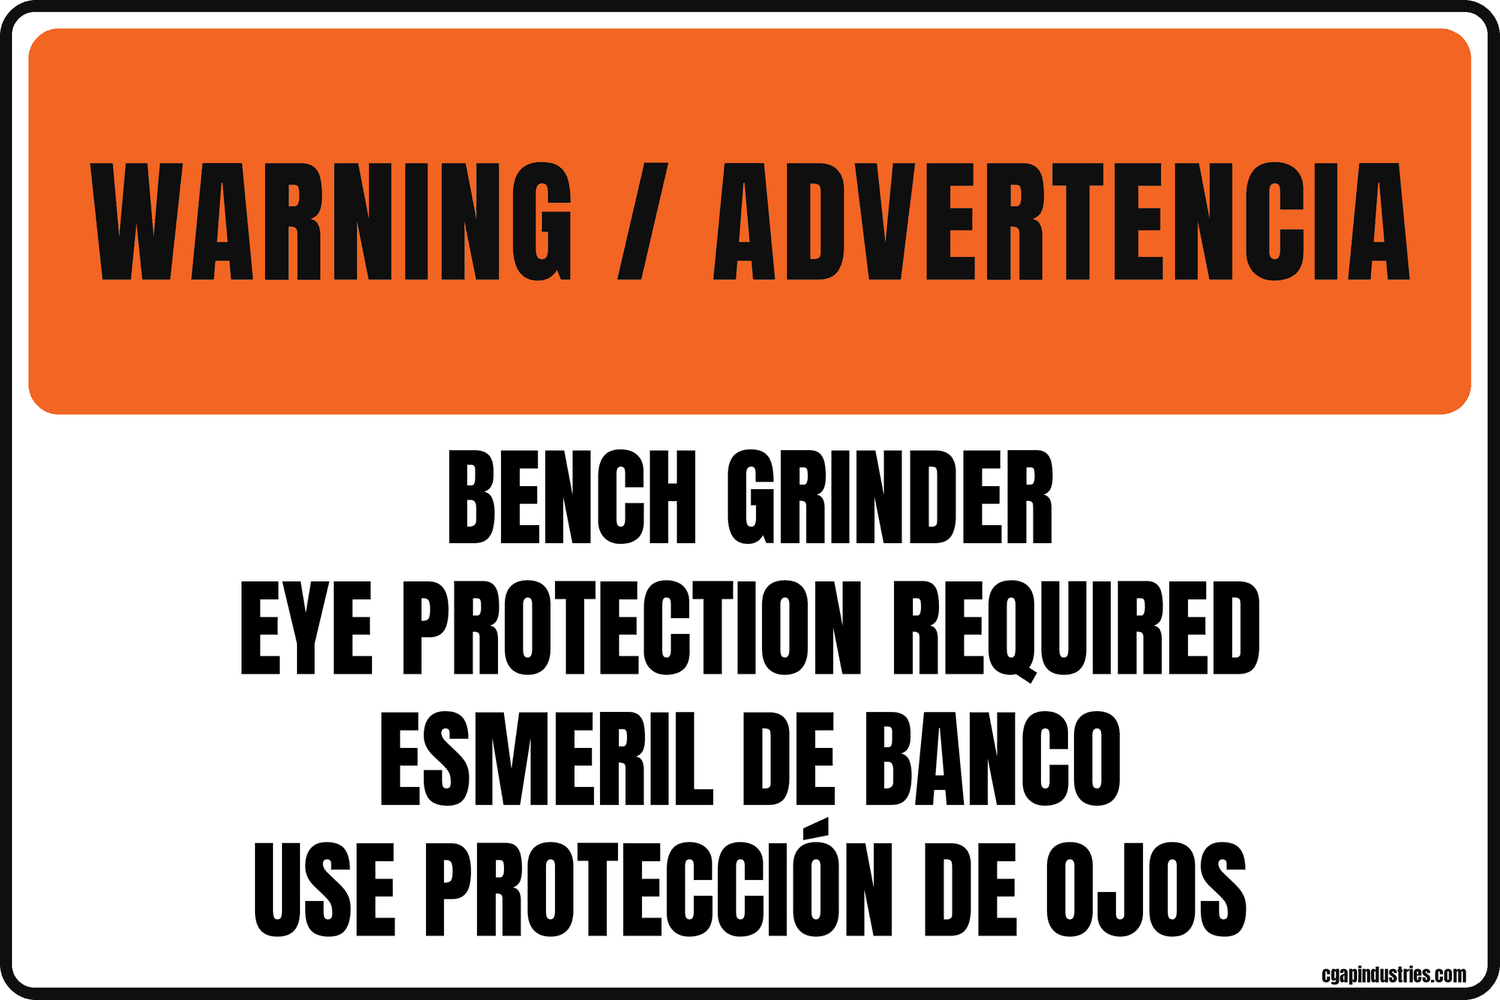 WARNING / ADVERTENCIA
BENCH GRINDER
EYE PROTECTION REQUIRED
ESMERIL DE BANCO
USE PROTECCIÓN DE OJOS
cgapindustries.com